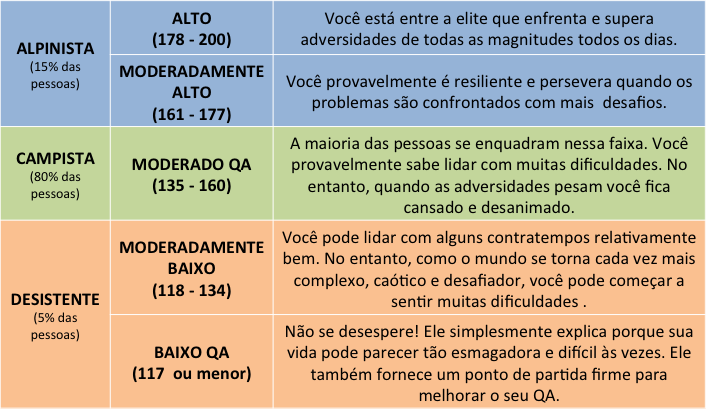 ALPINISTA
(15% das
pessoas)
ALTO
(178 - 200)
Você está entre a elite que enfrenta e supera
adversidades de todas as magnitudes todos os dias.
MODERADAMENTE
ALTO
(161 - 177)
Você provavelmente é resiliente e persevera quando os
problemas são confrontados com mais  desafios.
CAMPISTA
(80% das
pessoas)
MODERADO QA
(135 - 160)
A maioria das pessoas se enquadram nessa faixa. Você
provavelmente sabe lidar com muitas dificuldades. No
entanto, quando as adversidades pesam você fica
cansado e desanimado.
DESISTENTE
(5% das
pessoas)
MODERADAMENTE
BAIXO
(118 - 134)
Você pode lidar com alguns contratempos relativamente
bem. No entanto, como o mundo se torna cada vez mais
complexo, caótico e desafiador, você pode começar a
sentir muitas dificuldades .
BAIXO QA
(117  ou menor)
Não se desespere! Ele simplesmente explica porque sua
vida pode parecer tão esmagadora e difícil às vezes. Ele
também fornece um ponto de partida firme para
melhorar o seu QA.